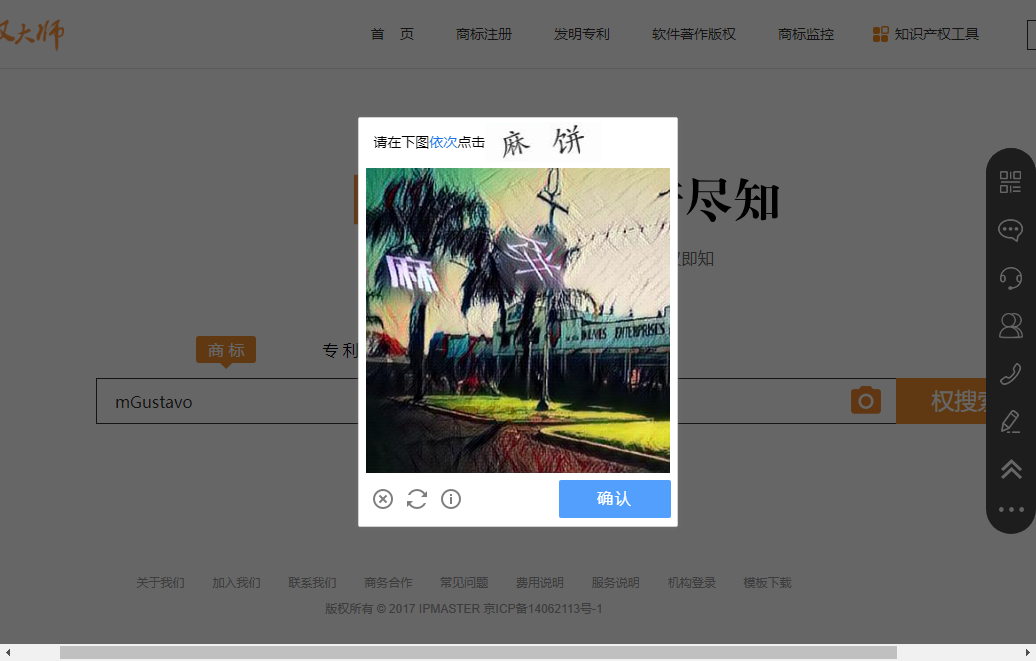 权大师
首 页 商标注册 发明专利 软件著作版权 商标监控 知识产权工具
请在下图依次点击 麻 饼
尽知
即知
商标 专利
mGustavo
权搜索
ENTERPRISES
确认
关于我们 加入我们 联系我们 商务合作 常见问题 费用说明 服务说明 机构登录 模板下载
版权所有 © 2017 IPMASTER 京ICP备14062113号-1